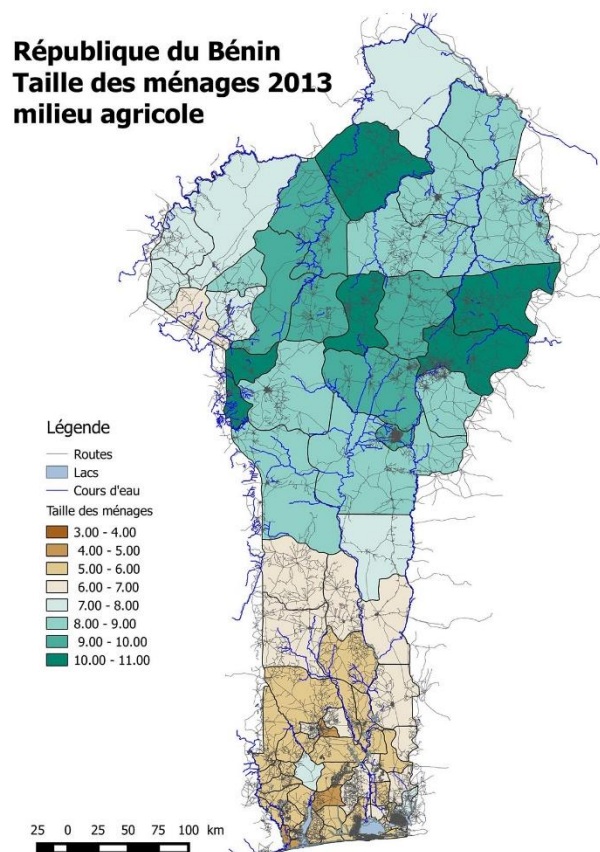 République du Bénin
Taille des ménages 2013
milieu agricole
Légende
Routes
Lacs
Cours d'eau
Taille des ménages
3.00 - 4.00
4.00 - 5.00
5.00 - 6.00
6.00 - 7.00
7.00 - 8.00
8.00 - 9.00
9.00 - 10.00
10.00 - 11.00
25 0 25 50 75 100 km